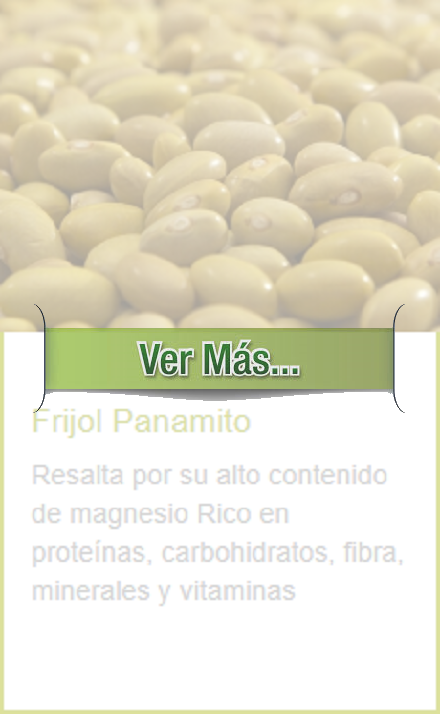 Ver Más...
Frijol Panamito
Resalta por su alto contenido
de magnesio Rico en
proteínas, carbohidratos, fibra,
minerales y vitaminas